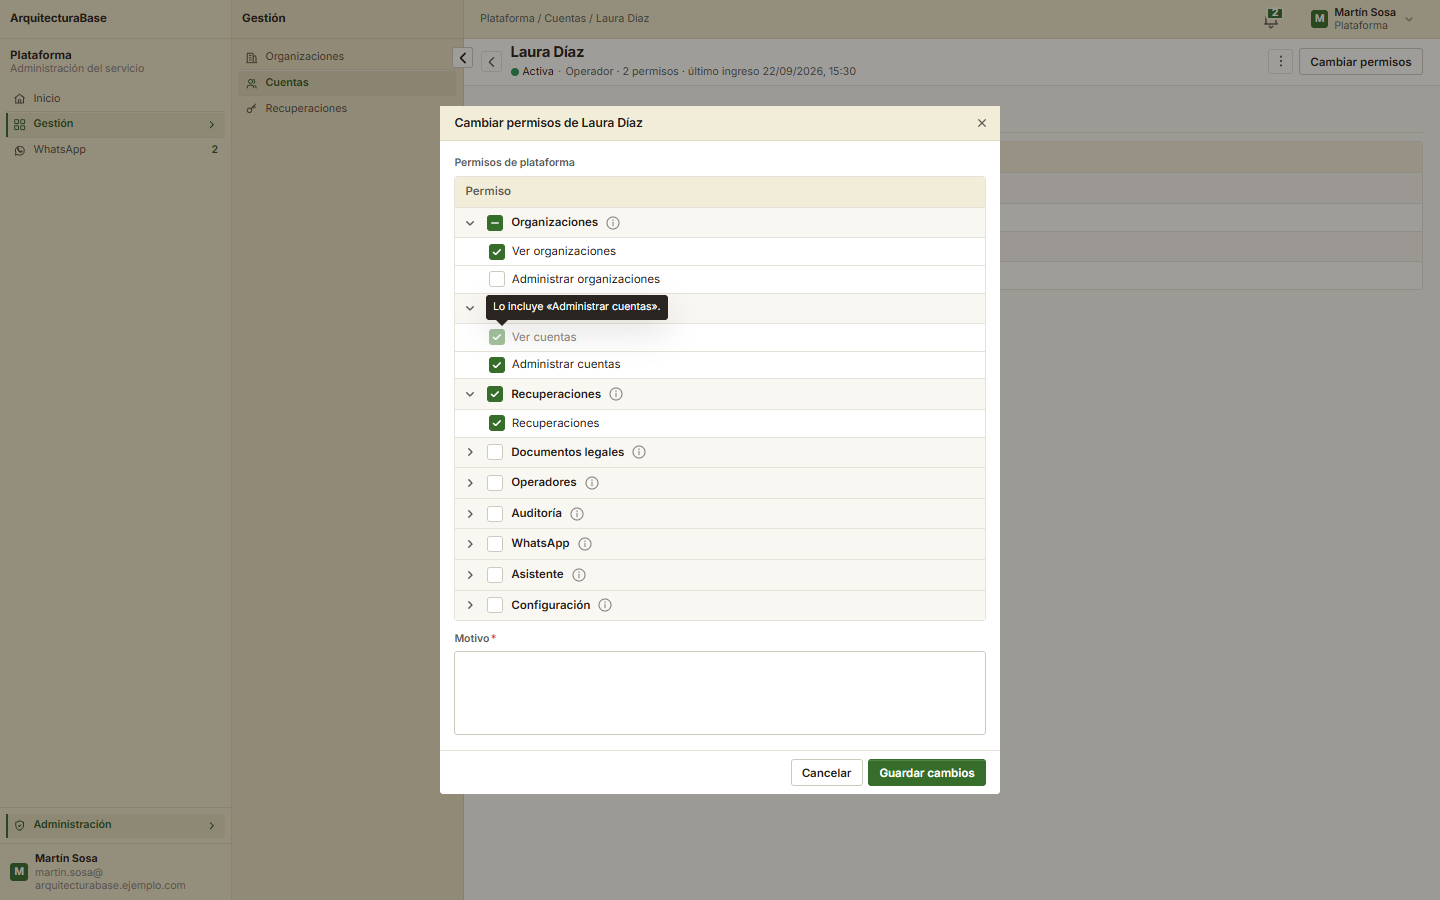 ArquitecturaBase
Plataforma
Administración del servicio
Inicio
Gestión
WhatsApp 2
Administración
M
Martín Sosa
martin.sosa@
arquitecturabase.ejemplo.com
Gestión
Organizaciones
Cuentas
Recuperaciones
Plataforma / Cuentas / Laura Díaz
2
M
Martín Sosa
Plataforma
Laura Díaz
Activa · Operador · 2 permisos · último ingreso 22/09/2026, 15:30
Cambiar permisos
Cambiar permisos de Laura Díaz
Permisos de plataforma
Permiso
Organizaciones
Ver organizaciones
Administrar organizaciones
Lo incluye «Administrar cuentas».
Ver cuentas
Administrar cuentas
Recuperaciones
Recuperaciones
Documentos legales
Operadores
Auditoría
WhatsApp
Asistente
Configuración
Motivo*
Cancelar
Guardar cambios